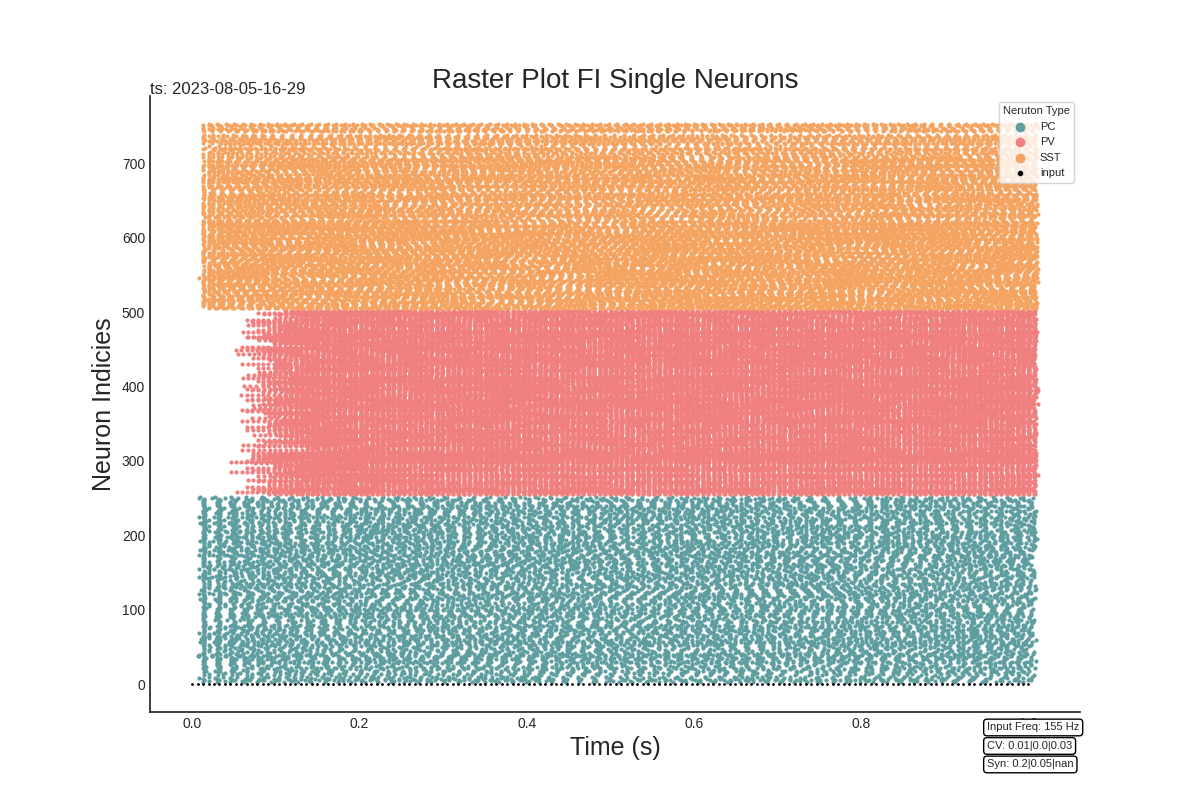 Raster Plot FI Single Neurons
ts: 2023-08-05-16-29
Neruton Type
PC
PV
SST
input
Neuron Indicies
700
600
500
400
300
200
100
0
0.0 0.2 0.4 0.6 0.8
Time (s)
Input Freq: 155 Hz
CV: 0.01|0.0|0.03
Syn: 0.2|0.05|nan